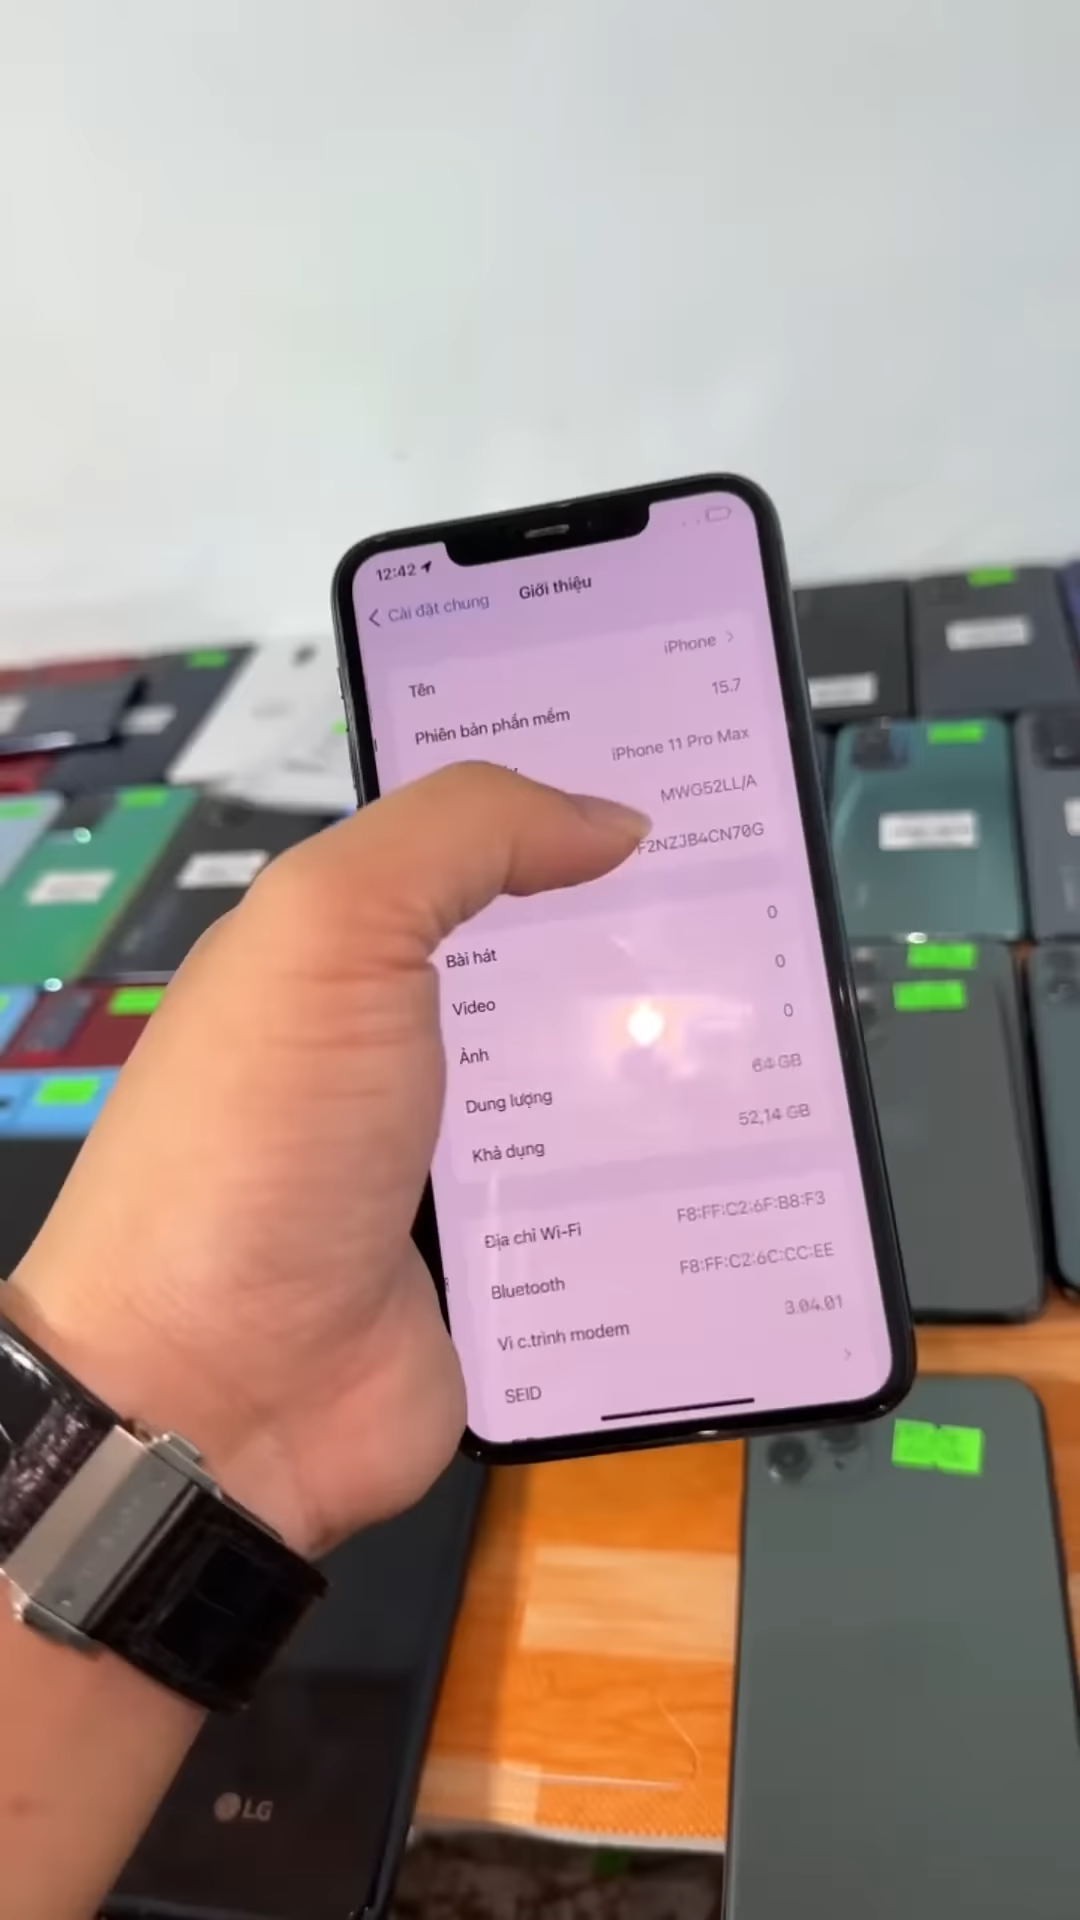 12:42
Cài đặt chung
Giới thiệu
Tên
iPhone
Phiên bản phần mềm
15.7
iPhone 11 Pro Max
MWG52LL/A
F2NZJB4CN70G
Bài hát
0
Video
0
Ảnh
0
Dung lượng
64 GB
Khả dụng
52,14 GB
Địa chỉ Wi-Fi
F8:FF:C2:6F:B8:F3
Bluetooth
F8:FF:C2:6C:CC:EE
Vi c.trình modem
3.04.01
SEID
LG